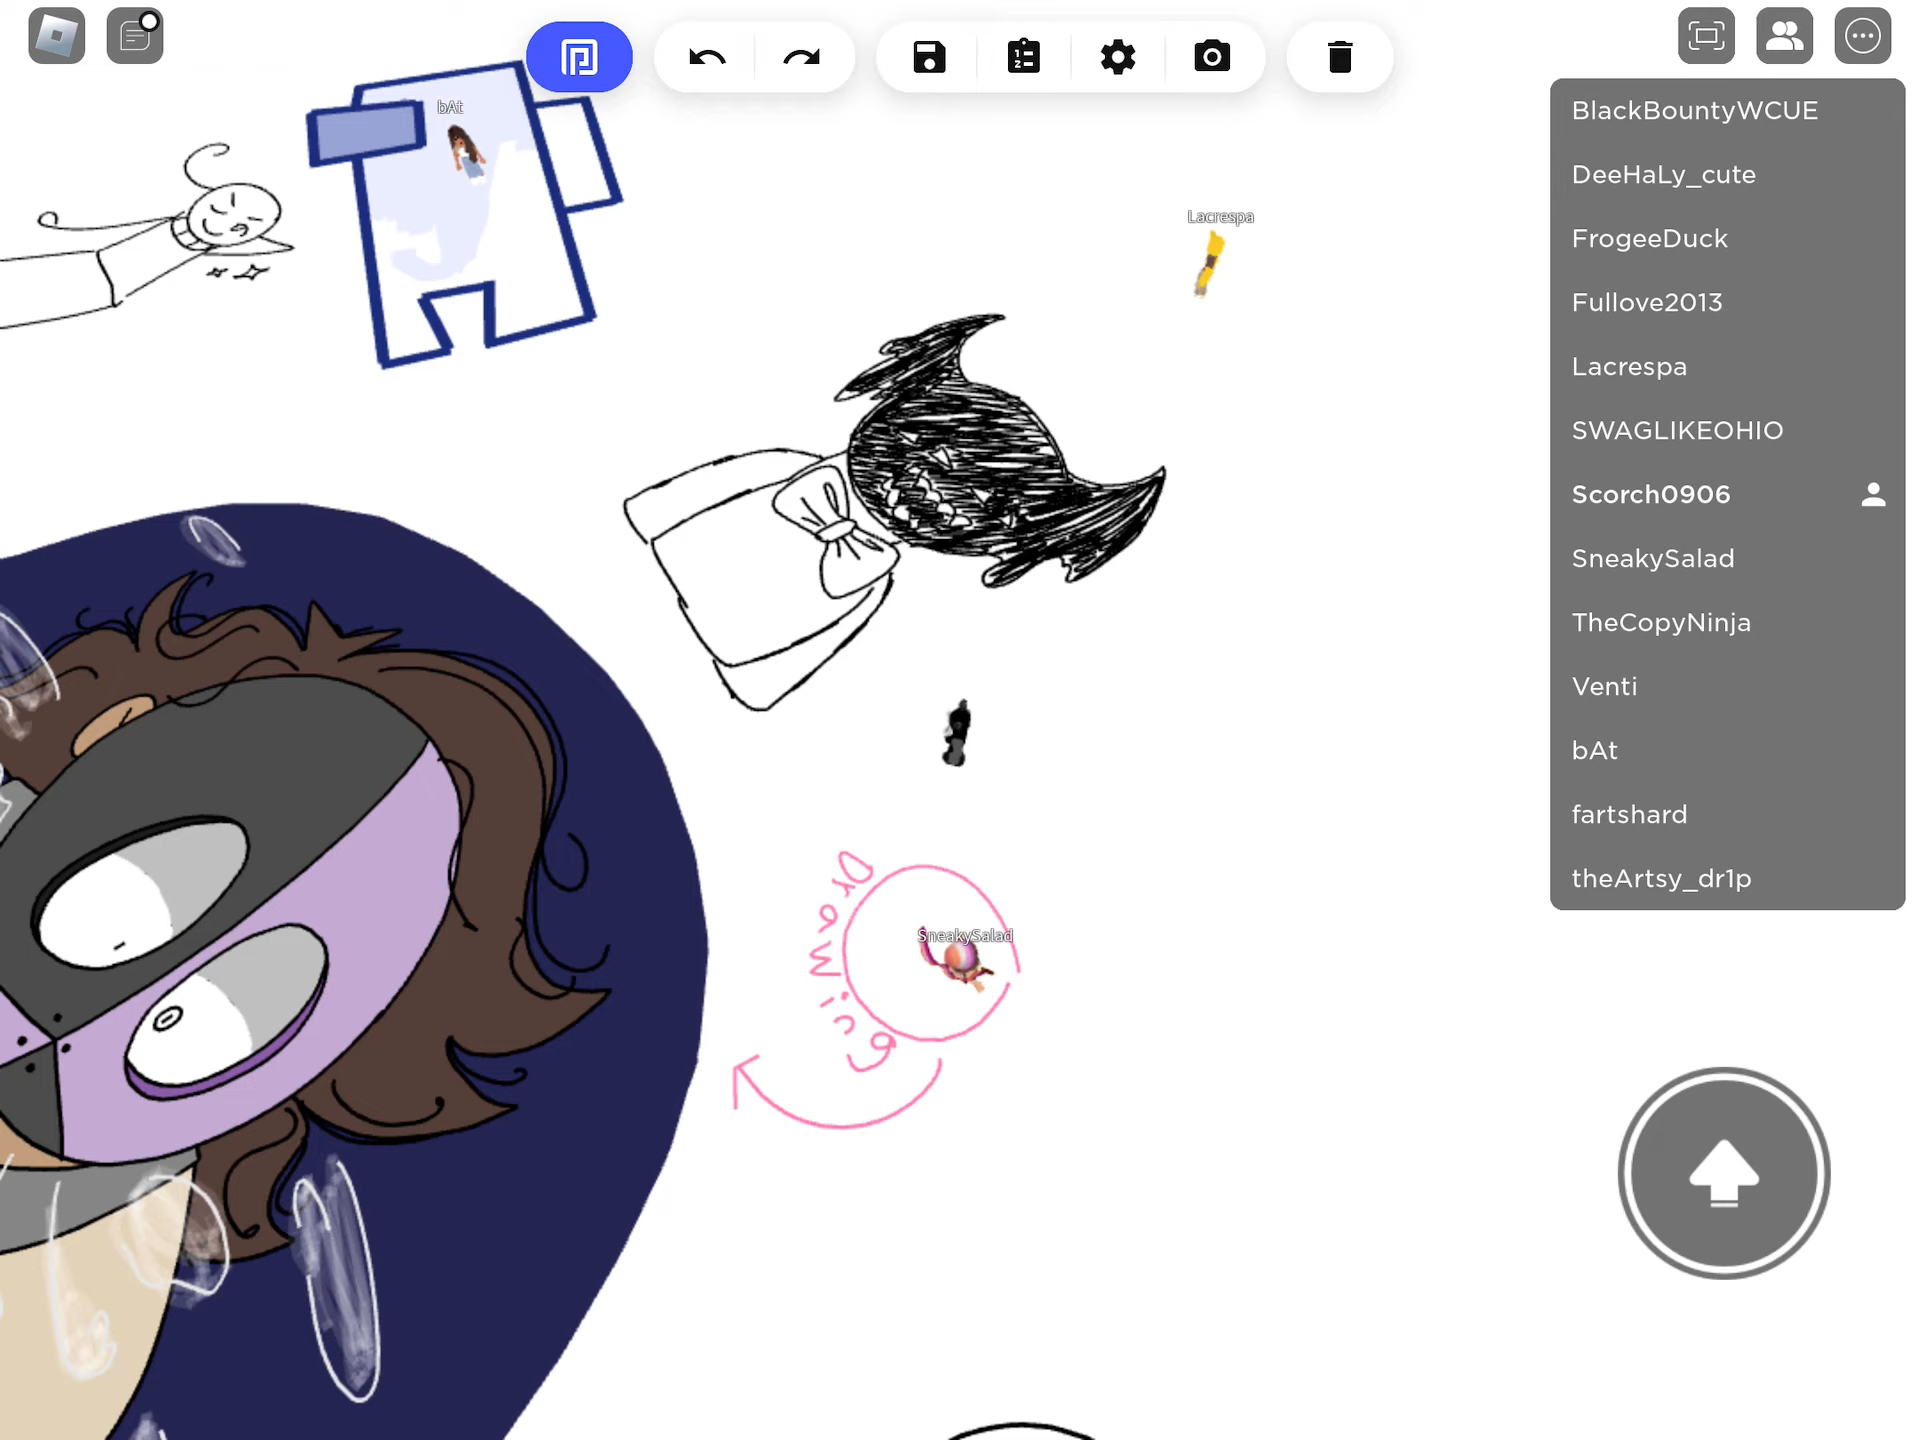 bAt
Lacrespa
SneakySalad
Drawing
BlackBountyWCUE
DeeHaLy_cute
FrogeeDuck
Fullove2013
Lacrespa
SWAGLIKEOHIO
Scorch0906
SneakySalad
TheCopyNinja
Venti
bAt
fartshard
theArtsy_dr1p